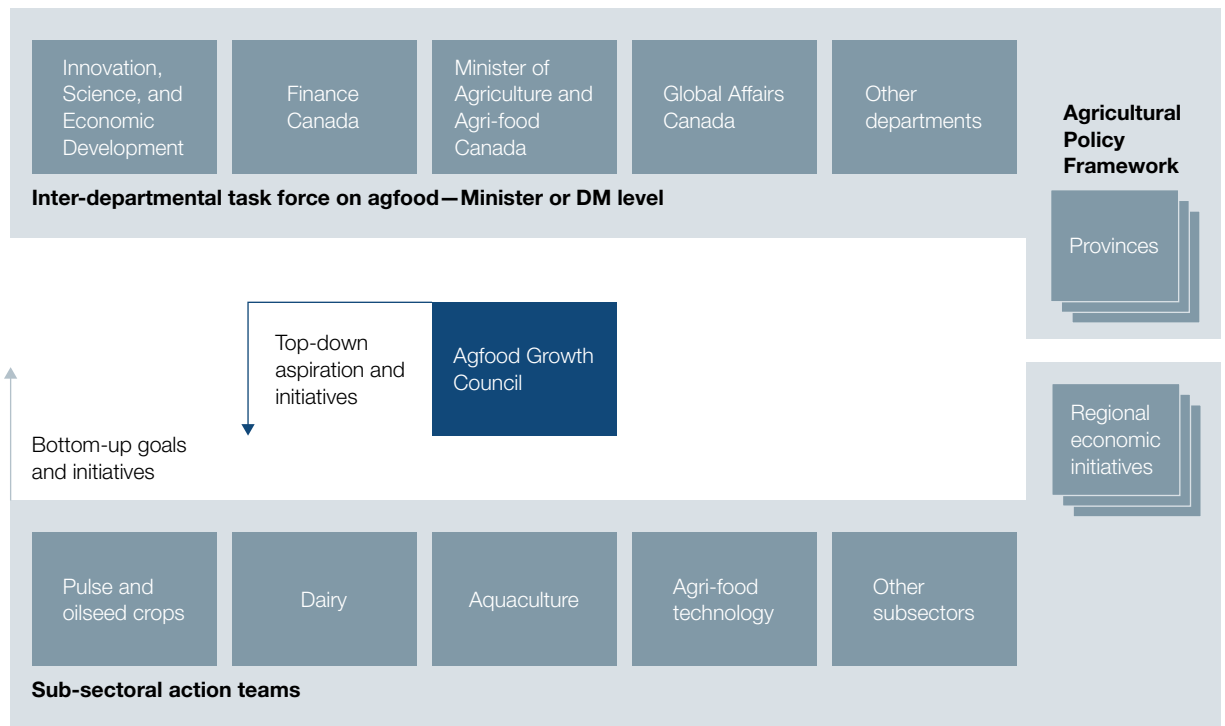 Innovation,
Science, and
Economic
Development
Finance
Canada
Minister of
Agriculture and
Agri-food
Canada
Global Affairs
Canada
Other
departments
Inter-departmental task force on agfood—Minister or DM level
Agricultural
Policy
Framework
Provinces
Top-down
aspiration and
initiatives
Agfood Growth
Council
Bottom-up goals
and initiatives
Regional
economic
initiatives
Pulse and
oilseed crops
Dairy
Aquaculture
Agri-food
technology
Other
subsectors
Sub-sectoral action teams